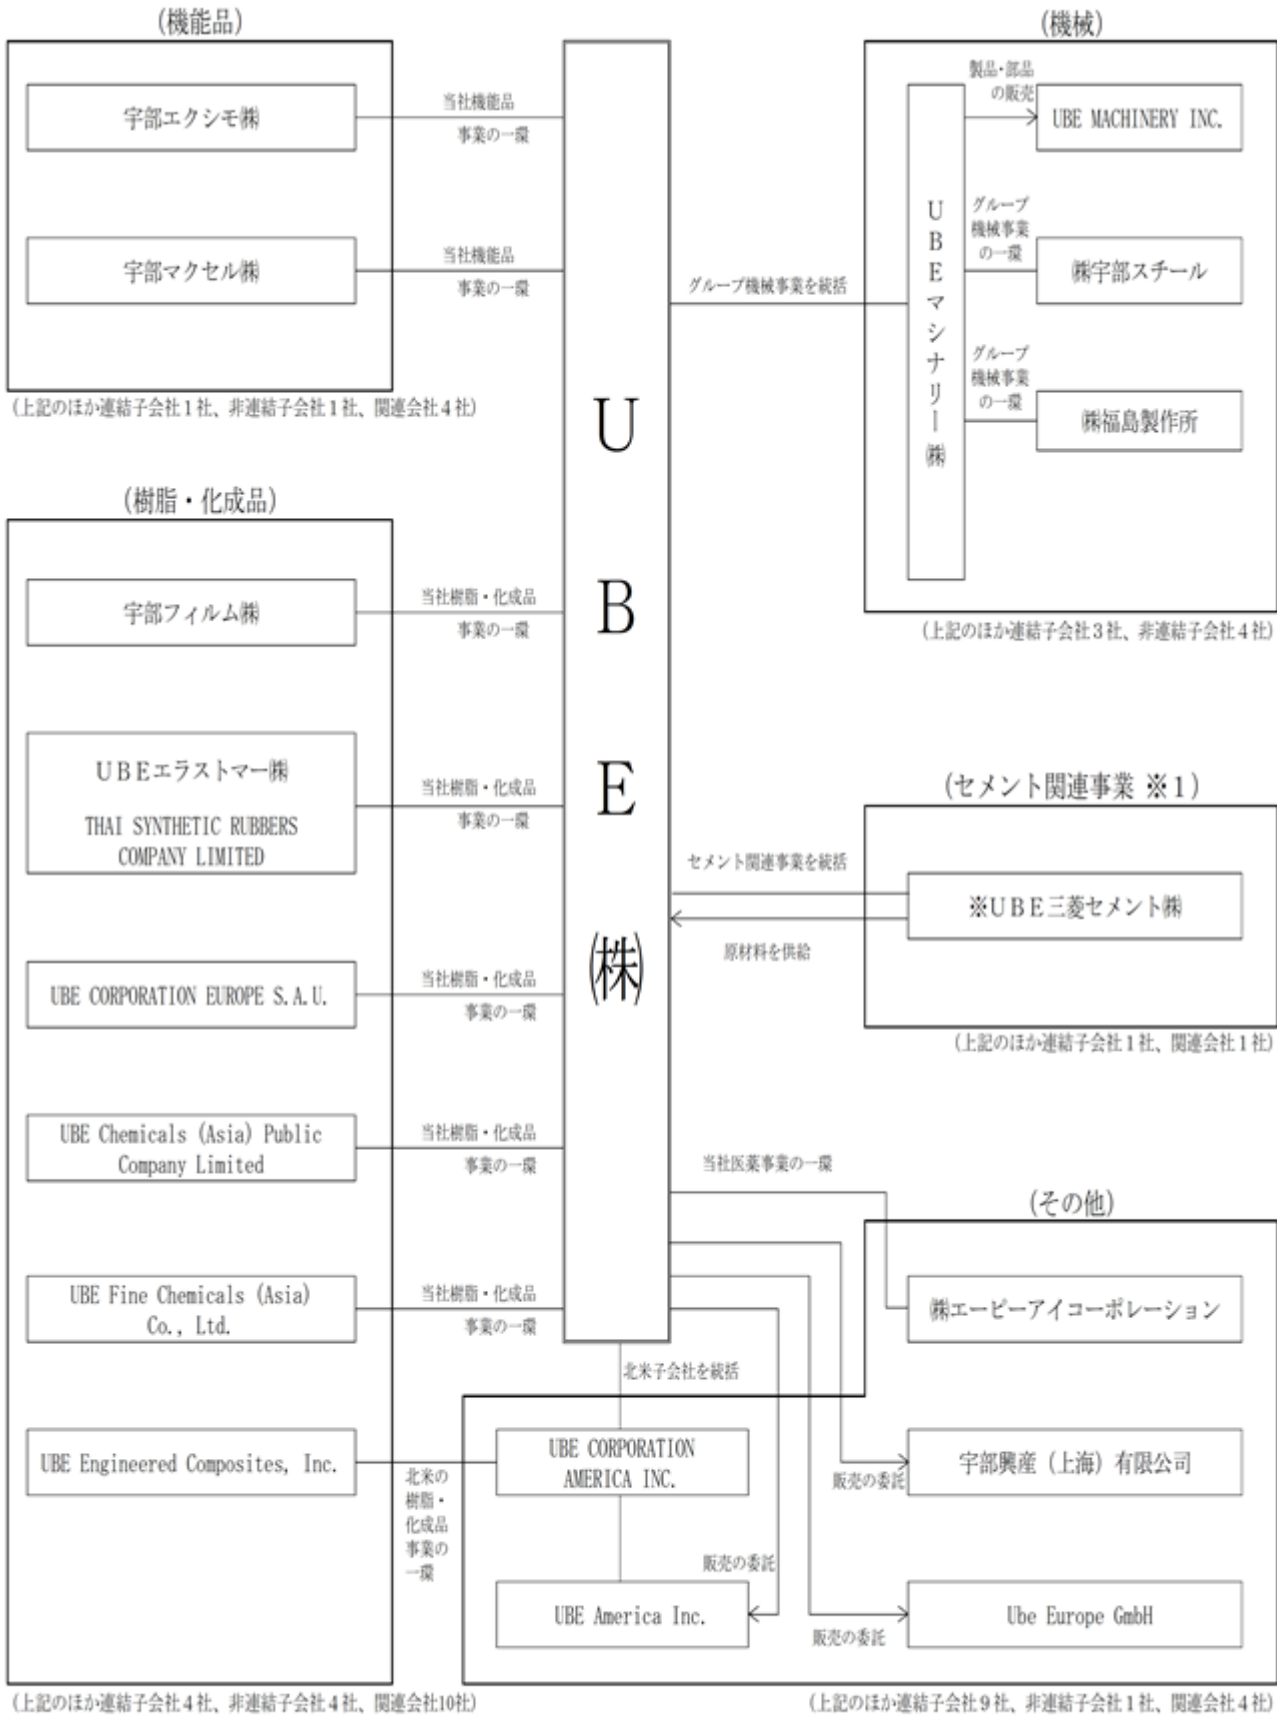 (機能品)
宇部エクシモ㈱
当社機能品
事業の一環
宇部マクセル㈱
当社機能品
事業の一環
(上記のほか連結子会社1社、非連結子会社1社、関連会社4社)
(樹脂・化成品)
宇部フィルム㈱
当社樹脂・化成品
事業の一環
UBEエラストマー㈱
THAI SYNTHETIC RUBBERS
COMPANY LIMITED
当社樹脂・化成品
事業の一環
UBE CORPORATION EUROPE S.A.U.
当社樹脂・化成品
事業の一環
UBE Chemicals (Asia) Public
Company Limited
当社樹脂・化成品
事業の一環
UBE Fine Chemicals (Asia)
Co., Ltd.
当社樹脂・化成品
事業の一環
UBE Engineered Composites, Inc.
北米の
樹脂・
化成品
事業の
一環
(上記のほか連結子会社4社、非連結子会社4社、関連会社10社)
UBE㈱
(機械)
グループ機械事業を統括
UBEマシナリー㈱
製品・部品
の販売
UBE MACHINERY INC.
グループ
機械事業
の一環
㈱宇部スチール
グループ
機械事業
の一環
㈱福島製作所
(上記のほか連結子会社3社、非連結子会社4社)
(セメント関連事業 ※1)
セメント関連事業を統括
※UBE三菱セメント㈱
原材料を供給
(上記のほか連結子会社1社、関連会社1社)
当社医薬事業の一環
(その他)
㈱エーピーアイコーポレーション
北米子会社を統括
UBE CORPORATION
AMERICA INC.
販売の委託
宇部興産（上海）有限公司
販売の委託
UBE America Inc.
販売の委託
Ube Europe GmbH
(上記のほか連結子会社9社、非連結子会社1社、関連会社4社)